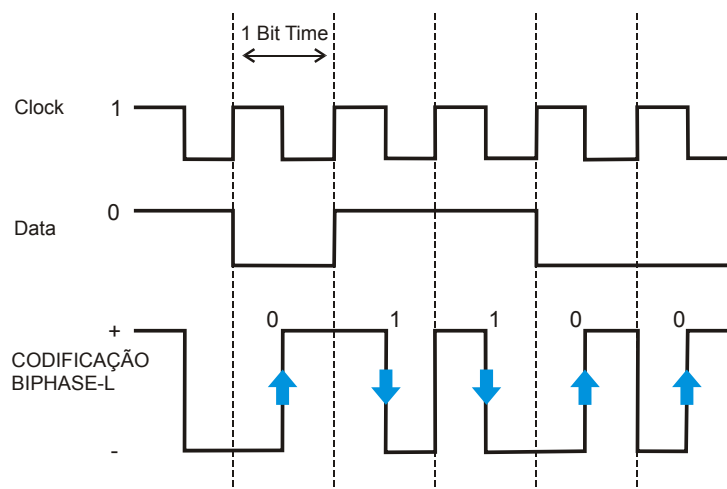 1 Bit Time
Clock 1
0
Data
0 1 1 0 0
+
CODIFICAÇÃO
BIPHASE-L
-